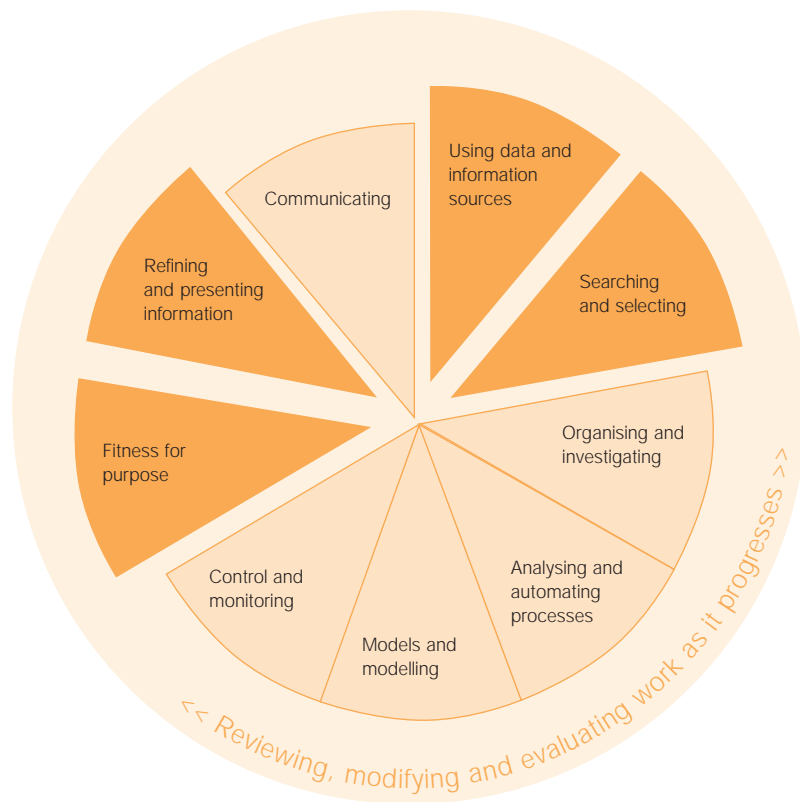 Using data and
information
sources
Searching
and selecting
Organising and
investigating
Analysing and
automating
processes
Models and
modelling
Control and
monitoring
Fitness for
purpose
Refining
and presenting
information
Communicating
<< Reviewing, modifying and evaluating work as it progresses >>